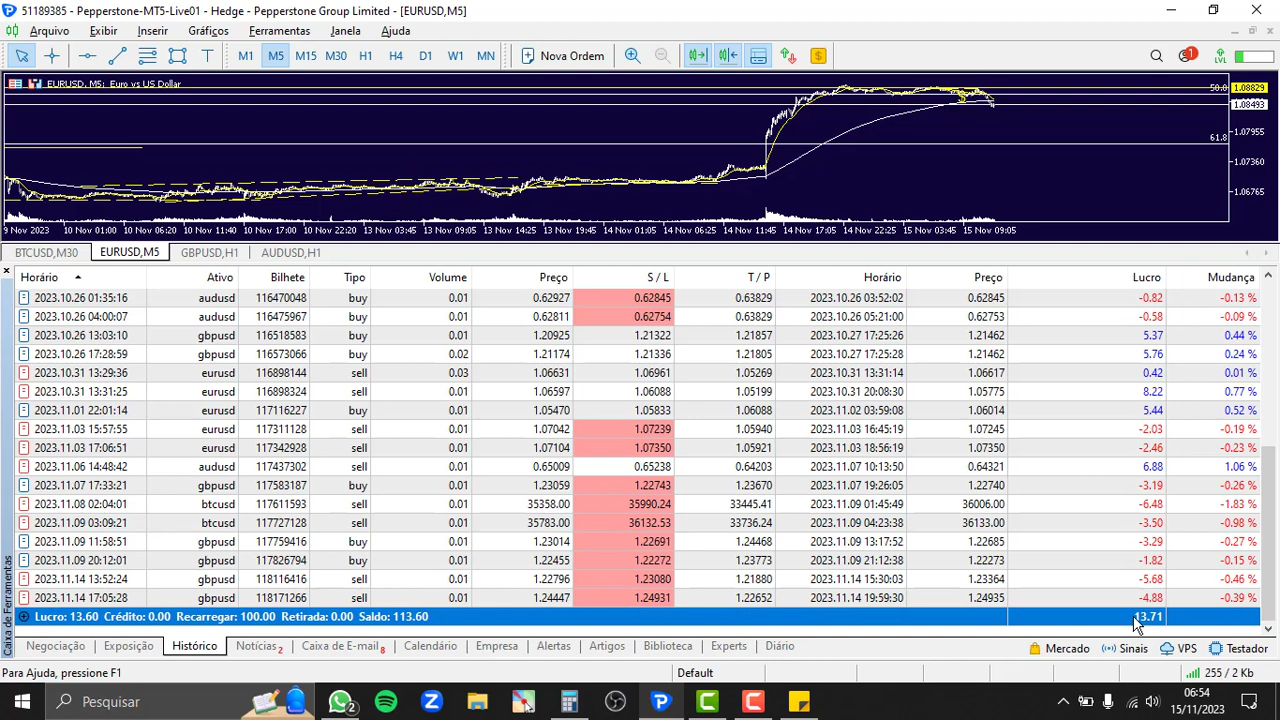 51189385 - Pepperstone-MT5-Live01 - Hedge - Pepperstone Group Limited - [EURUSD,M5]
Arquivo Exibir Inserir Gráficos Ferramentas Janela Ajuda
M1 M5 M15 M30 H1 H4 D1 W1 MN Nova Ordem 1 LVL
EURUSD, M5: Euro vs US Dollar
50.0 1.08829
1.08493
1.07955
61.8
1.07360
1.06765
9 Nov 2023 10 Nov 01:00 10 Nov 06:20 10 Nov 11:40 10 Nov 17:00 10 Nov 22:20 13 Nov 03:45 13 Nov 09:05 13 Nov 14:25 13 Nov 19:45 14 Nov 01:05 14 Nov 06:25 14 Nov 11:45 14 Nov 17:05 14 Nov 22:25 15 Nov 03:45 15 Nov 09:05
BTCUSD,M30 EURUSD,M5 GBPUSD,H1 AUDUSD,H1
Horário Ativo Bilhete Tipo Volume Preço S / L T / P Horário Preço Lucro Mudança
2023.10.26 01:35:16 audusd 116470048 buy 0.01 0.62927 0.62845 0.63829 2023.10.26 03:52:02 0.62845 -0.82 -0.13 %
2023.10.26 04:00:07 audusd 116475967 buy 0.01 0.62811 0.62754 0.63829 2023.10.26 05:21:00 0.62753 -0.58 -0.09 %
2023.10.26 13:03:10 gbpusd 116518583 buy 0.01 1.20925 1.21322 1.21857 2023.10.27 17:25:26 1.21462 5.37 0.44 %
2023.10.26 17:28:59 gbpusd 116573066 buy 0.02 1.21174 1.21336 1.21805 2023.10.27 17:25:28 1.21462 5.76 0.24 %
2023.10.31 13:29:36 eurusd 116898144 sell 0.03 1.06631 1.06961 1.05269 2023.10.31 13:31:14 1.06617 0.42 0.01 %
2023.10.31 13:31:25 eurusd 116898324 sell 0.01 1.06597 1.06088 1.05199 2023.10.31 20:08:30 1.05775 8.22 0.77 %
2023.11.01 22:01:14 eurusd 117116227 buy 0.01 1.05470 1.05833 1.06088 2023.11.02 03:59:08 1.06014 5.44 0.52 %
2023.11.03 15:57:55 eurusd 117311128 sell 0.01 1.07042 1.07239 1.05940 2023.11.03 16:45:19 1.07245 -2.03 -0.19 %
2023.11.03 17:06:51 eurusd 117342928 sell 0.01 1.07104 1.07350 1.05921 2023.11.03 18:56:19 1.07350 -2.46 -0.23 %
2023.11.06 14:48:42 audusd 117437302 sell 0.01 0.65009 0.65238 0.64203 2023.11.07 10:13:50 0.64321 6.88 1.06 %
2023.11.07 17:33:21 gbpusd 117583187 buy 0.01 1.23059 1.22743 1.23670 2023.11.07 19:26:05 1.22740 -3.19 -0.26 %
2023.11.08 02:04:01 btcusd 117611593 sell 0.01 35358.00 35990.24 33445.41 2023.11.09 01:45:49 36006.00 -6.48 -1.83 %
2023.11.09 03:09:21 btcusd 117727128 sell 0.01 35783.00 36132.53 33736.24 2023.11.09 04:23:38 36133.00 -3.50 -0.98 %
2023.11.09 11:58:51 gbpusd 117759416 buy 0.01 1.23014 1.22691 1.24468 2023.11.09 13:17:52 1.22685 -3.29 -0.27 %
2023.11.09 20:12:01 gbpusd 117826794 buy 0.01 1.22455 1.22272 1.23773 2023.11.09 21:12:38 1.22273 -1.82 -0.15 %
2023.11.14 13:52:24 gbpusd 118116416 sell 0.01 1.22796 1.23080 1.21880 2023.11.14 15:30:03 1.23364 -5.68 -0.46 %
2023.11.14 17:05:28 gbpusd 118171266 sell 0.01 1.24447 1.24931 1.22652 2023.11.14 19:59:30 1.24935 -4.88 -0.39 %
Lucro: 13.60 Crédito: 0.00 Recarregar: 100.00 Retirada: 0.00 Saldo: 113.60 13.71
Caixa de Ferramentas
Negociação Exposição Histórico Notícias 2 Caixa de E-mail 8 Calendário Empresa Alertas Artigos Biblioteca Experts Diário Mercado Sinais VPS Testador
Para Ajuda, pressione F1 Default 255 / 2 Kb
Pesquisar 2 06:54
15/11/2023